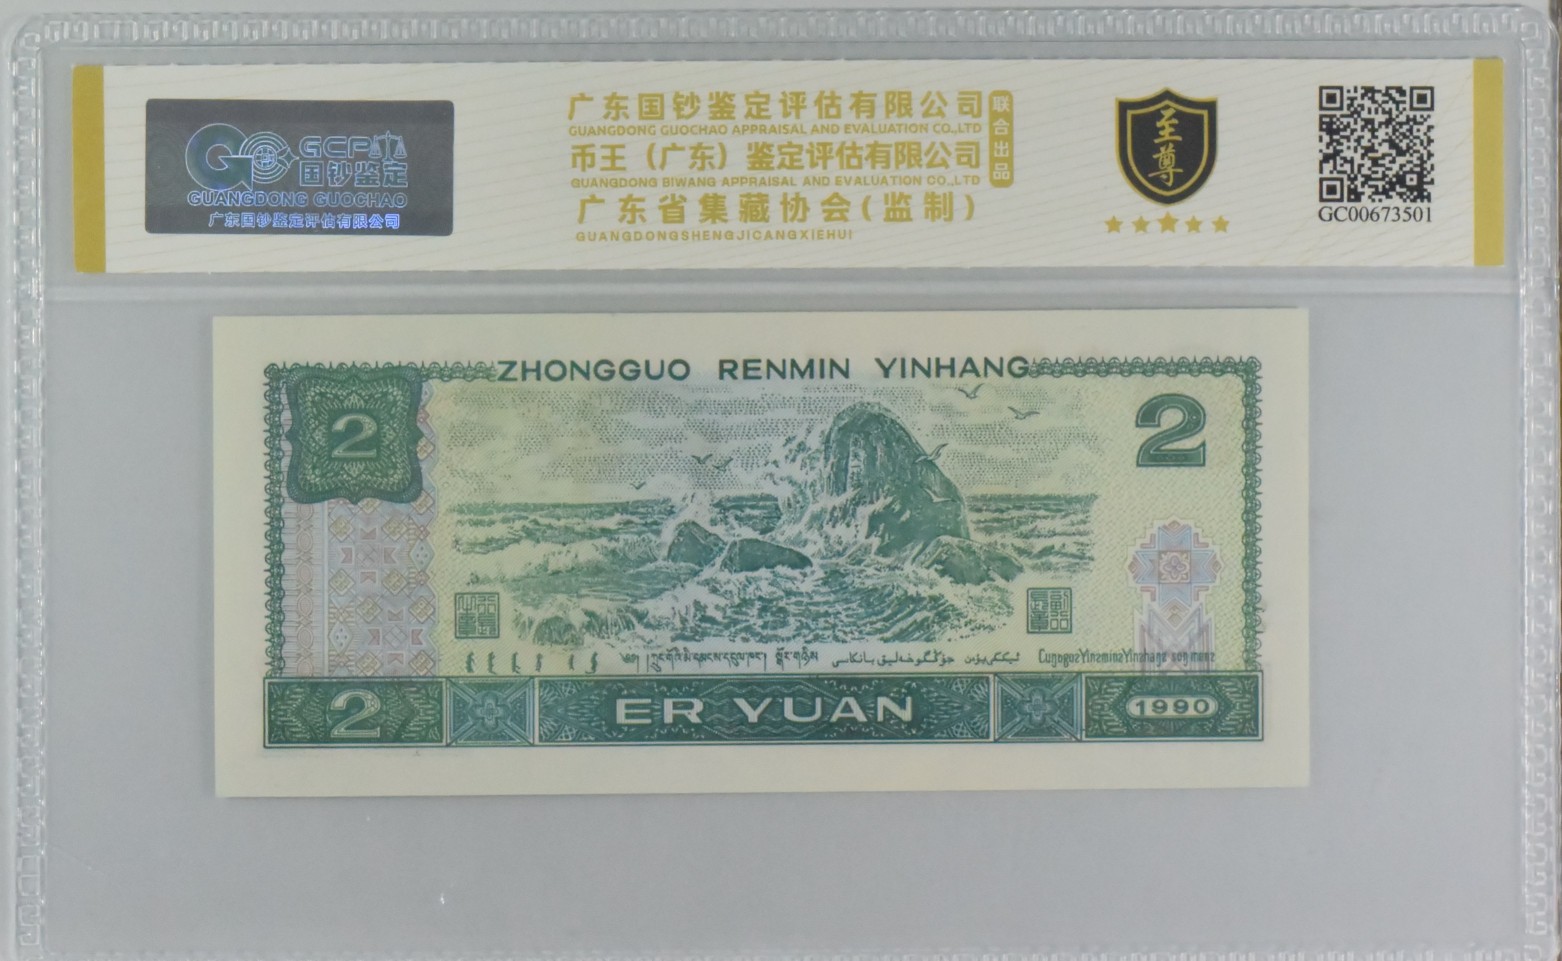 GCP
国钞鉴定
GUANGDONG GUOCHAO
广东国钞鉴定评估有限公司
广东国钞鉴定评估有限公司
GUANGDONG GUOCHAO APPRAISAL AND EVALUATION CO.,LTD
币王（广东）鉴定评估有限公司
GUANGDONG BIWANG APPRAISAL AND EVALUATION CO.,LTD
广东省集藏协会(监制)
GUANGDONGSHENGJICANGXIEHUI
联合出品
至尊
GC00673501
ZHONGGUO RENMIN YINHANG
2
2
جۇڭگو خەلىق بانكىسى
2
ER YUAN
1990